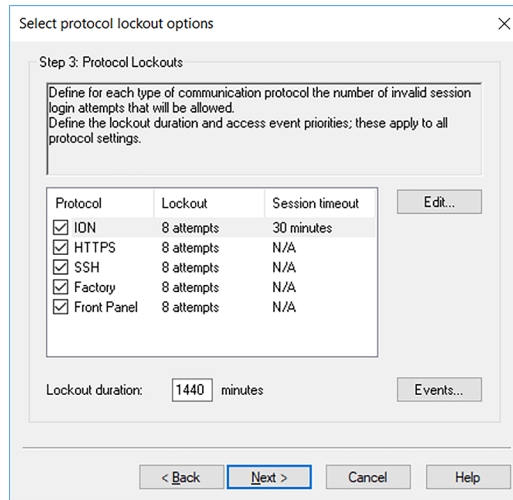 Select protocol lockout options
Step 3: Protocol Lockouts
Define for each type of communication protocol the number of invalid session
login attempts that will be allowed.
Define the lockout duration and access event priorities; these apply to all
protocol settings.
Protocol Lockout Session timeout
ION 8 attempts 30 minutes
HTTPS 8 attempts N/A
SSH 8 attempts N/A
Factory 8 attempts N/A
Front Panel 8 attempts N/A
Edit...
Lockout duration: 1440 minutes
Events...
< Back Next > Cancel Help